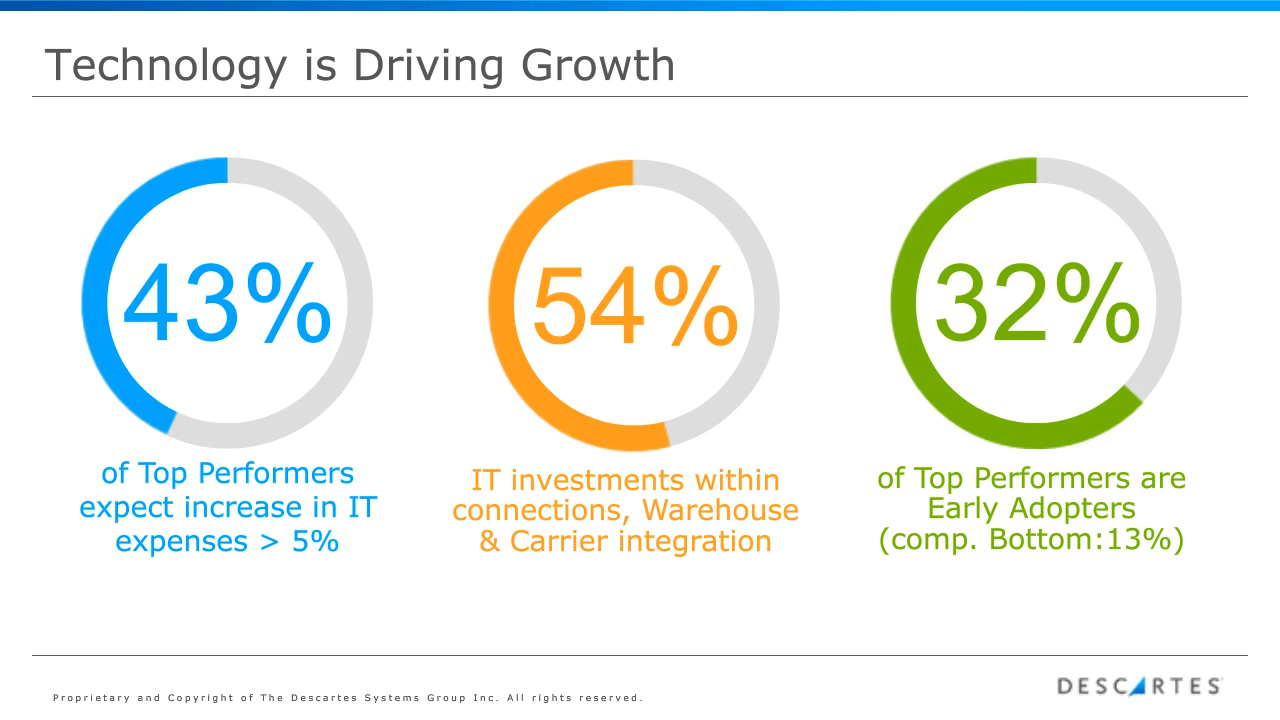 Technology is Driving Growth
43%
of Top Performers
expect increase in IT
expenses > 5%
54%
IT investments within
connections, Warehouse
& Carrier integration
32%
of Top Performers are
Early Adopters
(comp. Bottom:13%)
Proprietary and Copyright of The Descartes Systems Group Inc. All rights reserved.
DESCARTES